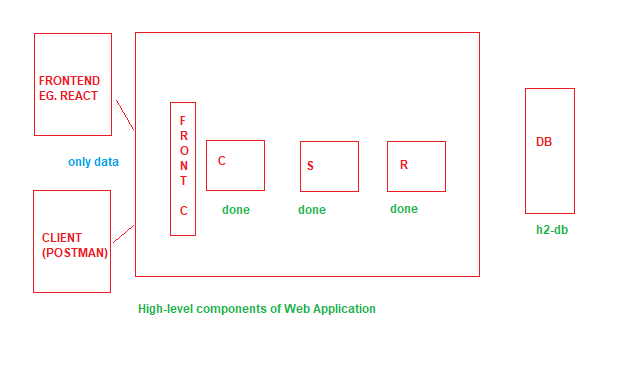 FRONTEND
EG. REACT
only data
CLIENT
(POSTMAN)
F
R
O
N
T
C
C
done
S
done
R
done
DB
h2-db
High-level components of Web Application